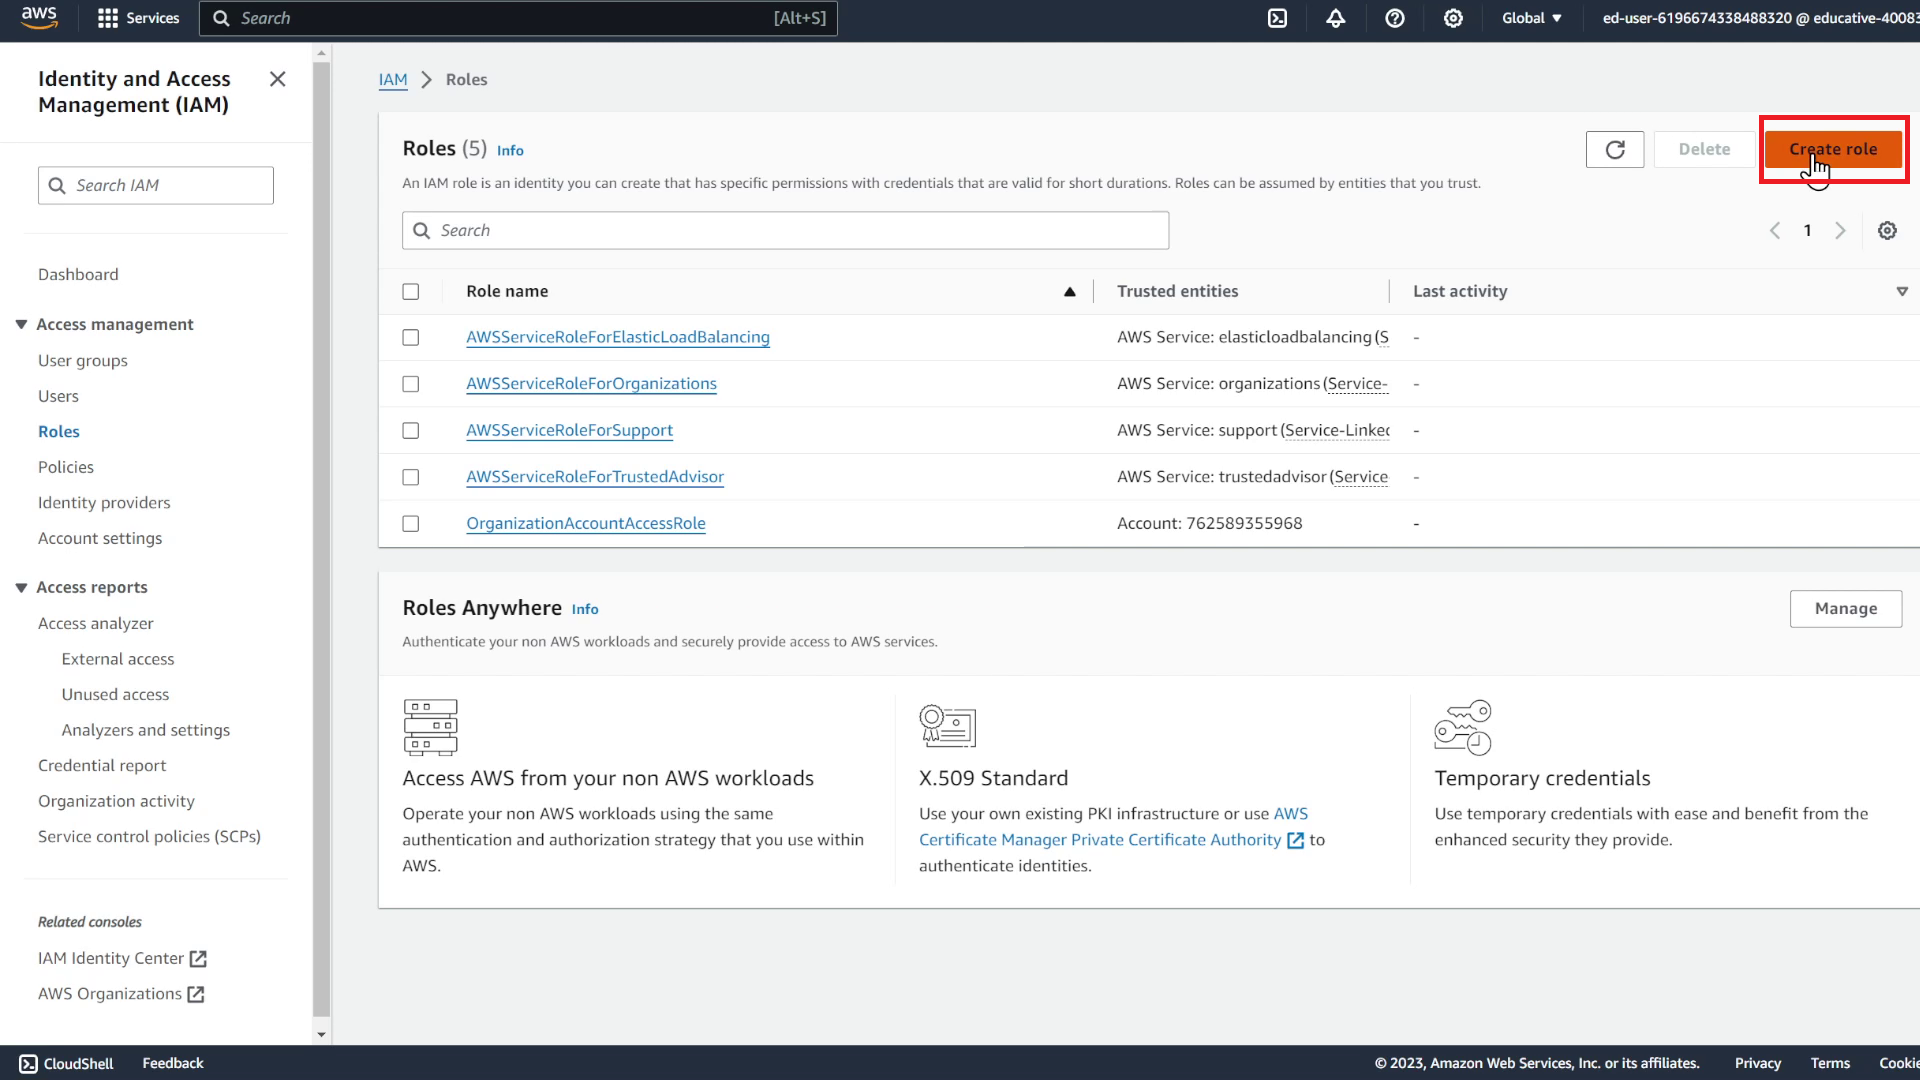 aws
Services
Search
[Alt+S]
Global
ed-user-6196674338488320 @ educative-40083
Identity and Access
Management (IAM)
Search IAM
Dashboard
Access management
User groups
Users
Roles
Policies
Identity providers
Account settings
Access reports
Access analyzer
External access
Unused access
Analyzers and settings
Credential report
Organization activity
Service control policies (SCPs)
Related consoles
IAM Identity Center
AWS Organizations
IAM > Roles
Roles (5) Info
Delete
Create role
An IAM role is an identity you can create that has specific permissions with credentials that are valid for short durations. Roles can be assumed by entities that you trust.
Search
1
Role name
Trusted entities
Last activity
AWSServiceRoleForElasticLoadBalancing
AWS Service: elasticloadbalancing (S
-
AWSServiceRoleForOrganizations
AWS Service: organizations (Service-
-
AWSServiceRoleForSupport
AWS Service: support (Service-Linked
-
AWSServiceRoleForTrustedAdvisor
AWS Service: trustedadvisor (Service
-
OrganizationAccountAccessRole
Account: 762589355968
-
Roles Anywhere Info
Manage
Authenticate your non AWS workloads and securely provide access to AWS services.
Access AWS from your non AWS workloads
Operate your non AWS workloads using the same
authentication and authorization strategy that you use within
AWS.
X.509 Standard
Use your own existing PKI infrastructure or use AWS
Certificate Manager Private Certificate Authority to
authenticate identities.
Temporary credentials
Use temporary credentials with ease and benefit from the
enhanced security they provide.
CloudShell
Feedback
© 2023, Amazon Web Services, Inc. or its affiliates.
Privacy
Terms
Cookie